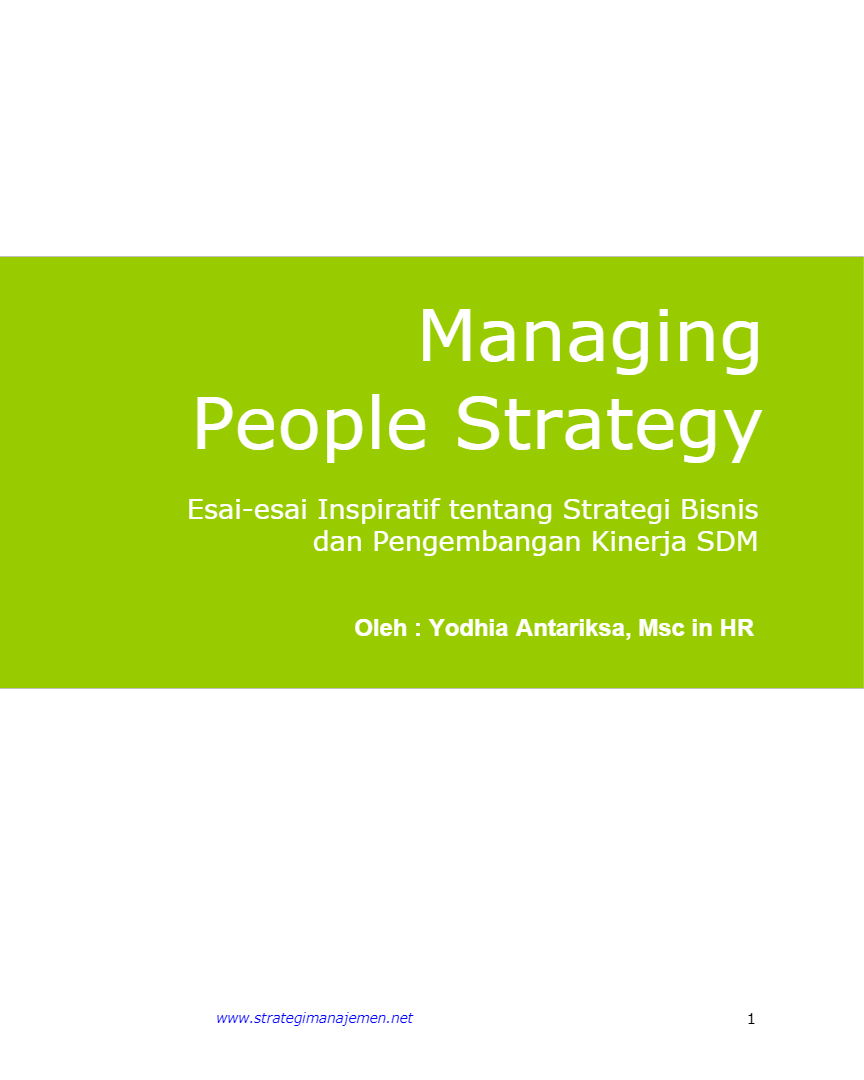 Managing
People Strategy
Esai-esai Inspiratif tentang Strategi Bisnis
dan Pengembangan Kinerja SDM
Oleh : Yodhia Antariksa, Msc in HR
www.strategimanajemen.net 1